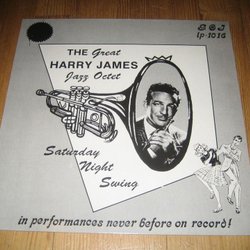 lp-1016
THE Great
HARRY JAMES
Jazz Octet
Saturday
Night
Swing
in performances never before on record!